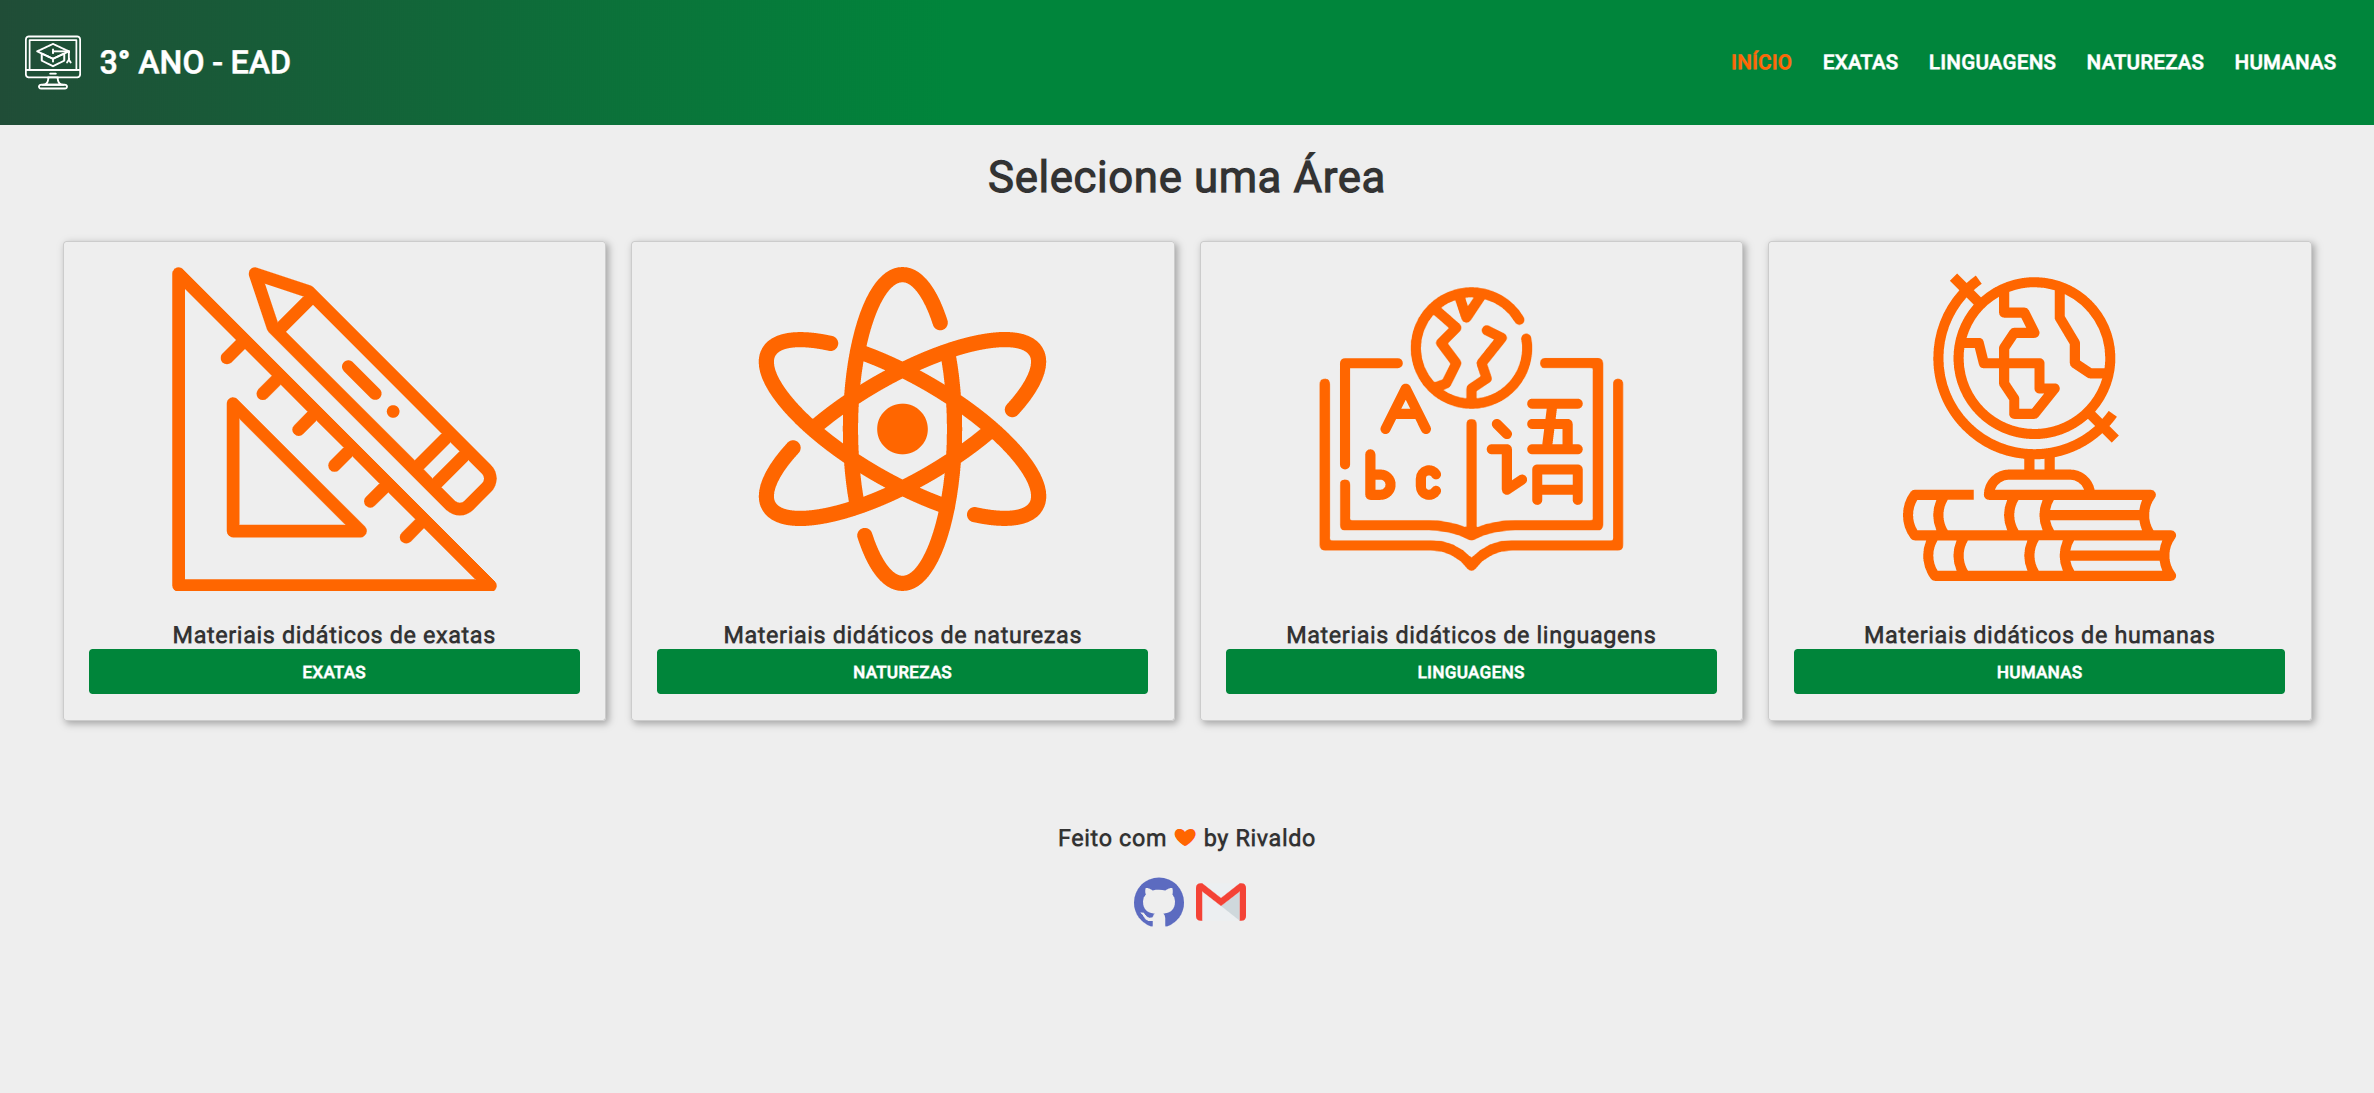 3° ANO - EAD
INÍCIO EXATAS LINGUAGENS NATUREZAS HUMANAS
Selecione uma Área
A
语
b c
Materiais didáticos de exatas
EXATAS
Materiais didáticos de naturezas
NATUREZAS
Materiais didáticos de linguagens
LINGUAGENS
Materiais didáticos de humanas
HUMANAS
Feito com by Rivaldo